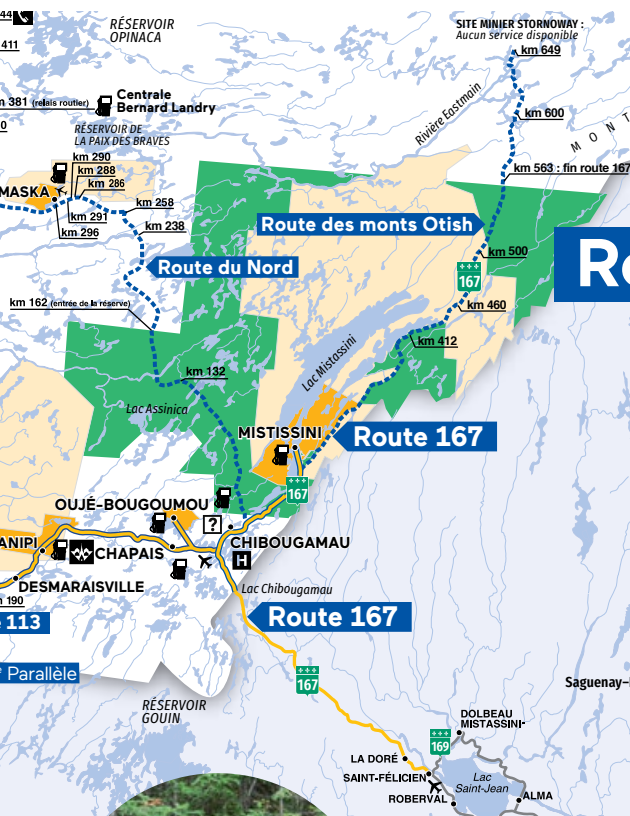 44
RÉSERVOIR
OPINACA
SITE MINIER STORNOWAY :
Aucun service disponible
411
km 649
381 (relais routier)
Centrale
Bernard Landry
km 600
Rivière Eastmain
RÉSERVOIR DE
LA PAIX DES BRAVES
km 290
km 288
km 286
km 563 : fin route 167
MASKA
km 291
km 258
km 296
km 238
Route des monts Otish
Route du Nord
km 500
167
km 162 (entrée de la réserve)
km 460
km 412
Lac Mistassini
km 132
Lac Assinica
MISTISSINI
Route 167
167
OUJÉ-BOUGOUMOU
?
ANIPI
CHAPAIS
CHIBOUGAMAU
H
DESMARAISVILLE
190
Lac Chibougamau
113
Route 167
Parallèle
167
RÉSERVOIR
GOUIN
DOLBEAU
MISTASSINI-
169
LA DORÉ
SAINT-FÉLICIEN
Lac
Saint-Jean
ROBERVAL
ALMA